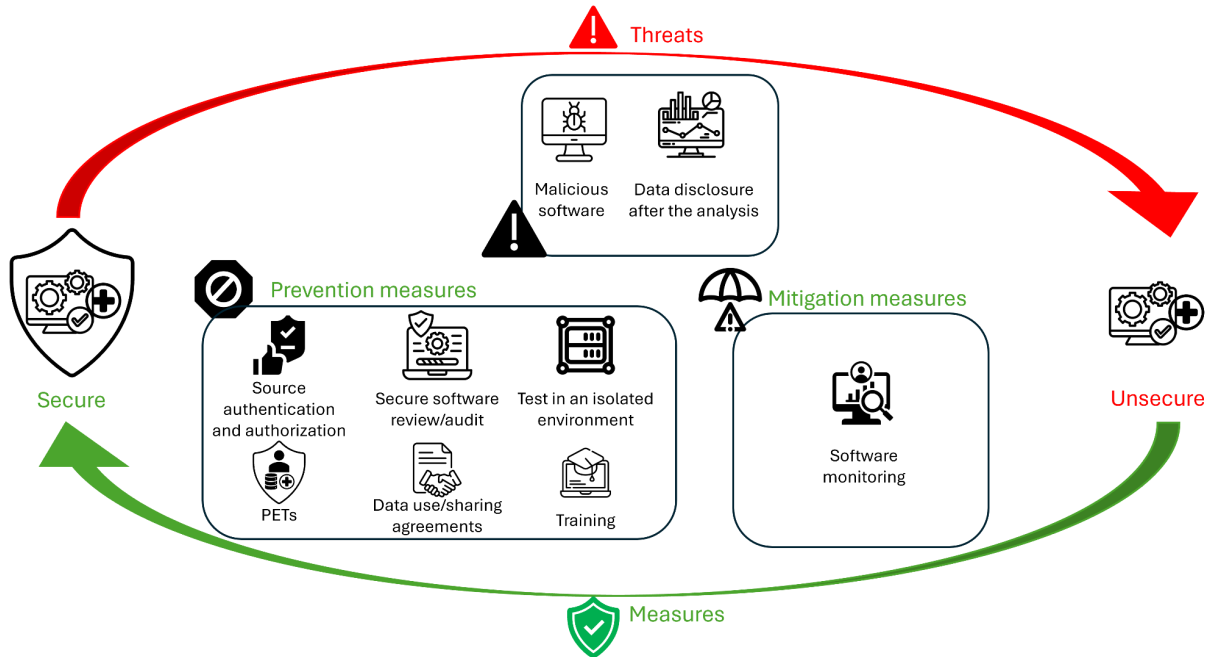 Threats
Malicious
software
Data disclosure
after the analysis
Prevention measures
Mitigation measures
Source
authentication
and authorization
Secure software
review/audit
Test in an isolated
environment
PETs
Data use/sharing
agreements
Training
Software
monitoring
Secure
Unsecure
Measures